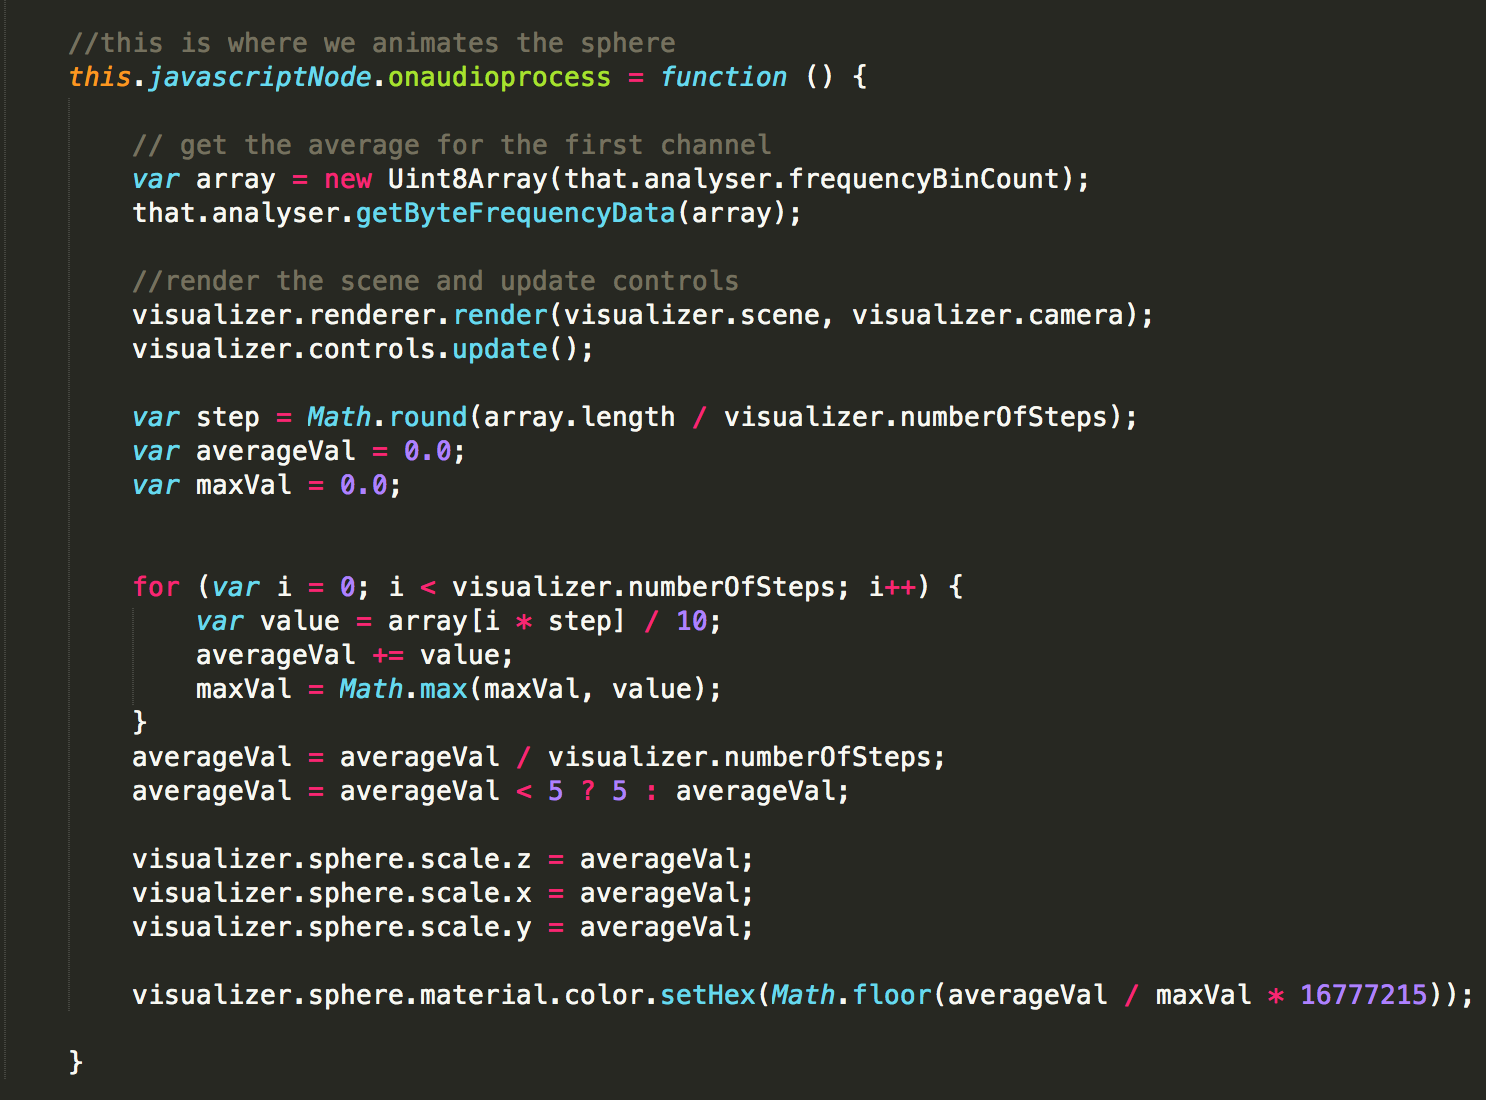 //this is where we animates the sphere
this.javascriptNode.onaudioprocess = function () {
// get the average for the first channel
var array = new Uint8Array(that.analyser.frequencyBinCount);
that.analyser.getByteFrequencyData(array);
//render the scene and update controls
visualizer.renderer.render(visualizer.scene, visualizer.camera);
visualizer.controls.update();
var step = Math.round(array.length / visualizer.numberOfSteps);
var averageVal = 0.0;
var maxVal = 0.0;
for (var i = 0; i < visualizer.numberOfSteps; i++) {
var value = array[i * step] / 10;
averageVal += value;
maxVal = Math.max(maxVal, value);
}
averageVal = averageVal / visualizer.numberOfSteps;
averageVal = averageVal < 5 ? 5 : averageVal;
visualizer.sphere.scale.z = averageVal;
visualizer.sphere.scale.x = averageVal;
visualizer.sphere.scale.y = averageVal;
visualizer.sphere.material.color.setHex(Math.floor(averageVal / maxVal * 16777215));
}